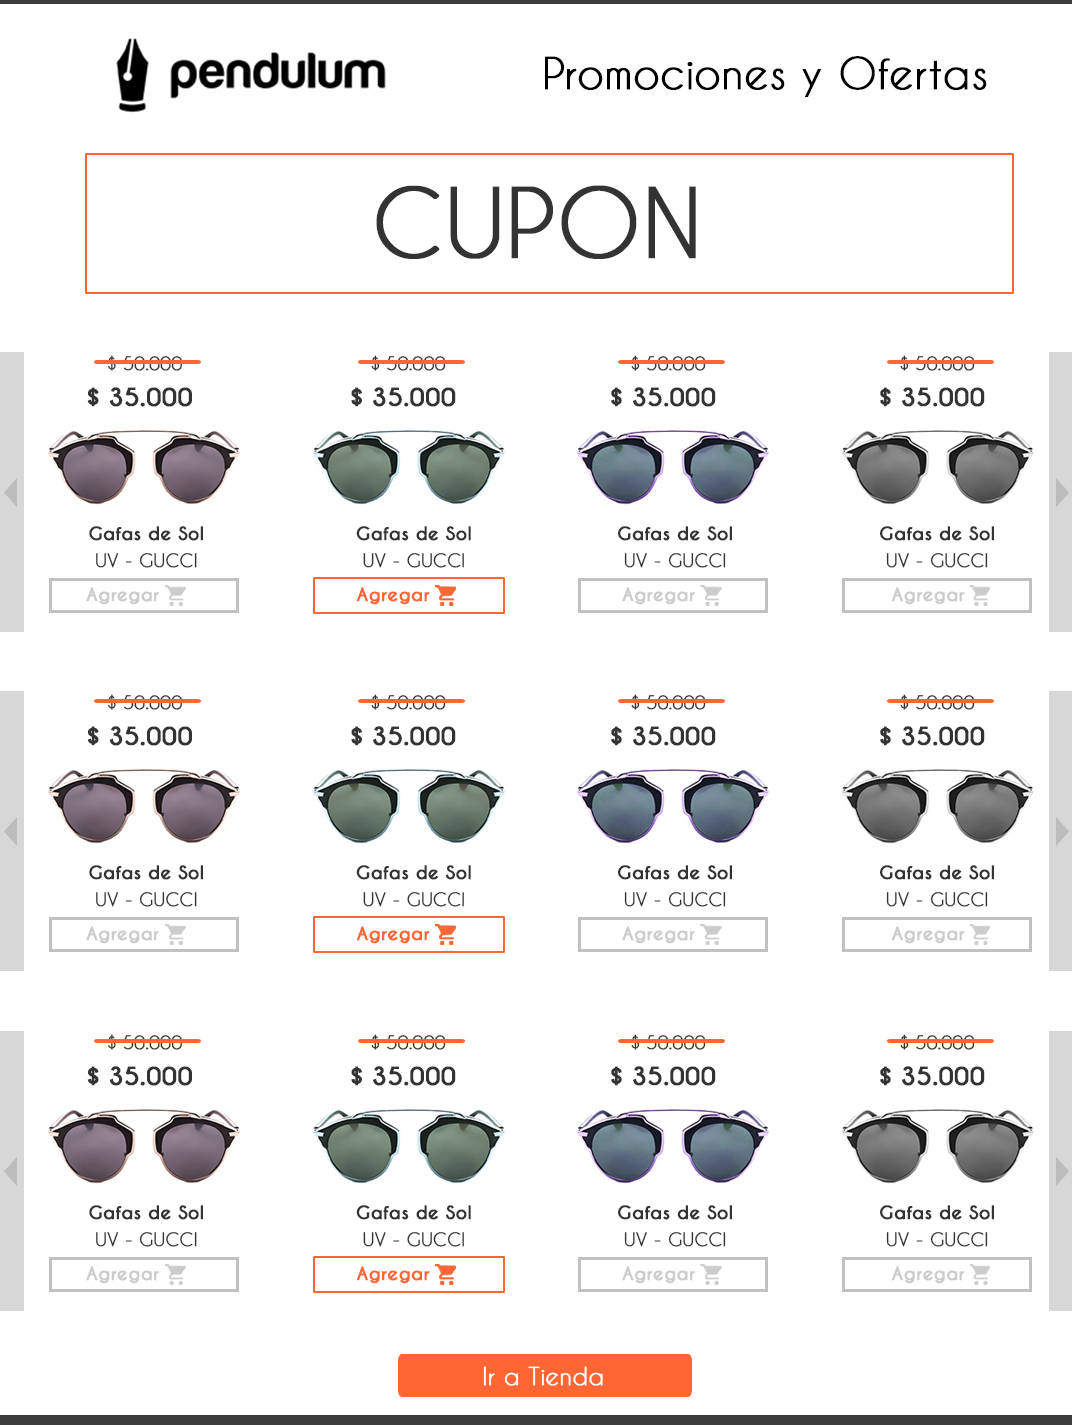 pendulum
Promociones y Ofertas
CUPON
$ 50.000 $ 50.000 $ 50.000 $ 50.000
$ 35.000 $ 35.000 $ 35.000 $ 35.000
Gafas de Sol Gafas de Sol Gafas de Sol Gafas de Sol
UV - GUCCI UV - GUCCI UV - GUCCI UV - GUCCI
Agregar Agregar Agregar Agregar
$ 50.000 $ 50.000 $ 50.000 $ 50.000
$ 35.000 $ 35.000 $ 35.000 $ 35.000
Gafas de Sol Gafas de Sol Gafas de Sol Gafas de Sol
UV - GUCCI UV - GUCCI UV - GUCCI UV - GUCCI
Agregar Agregar Agregar Agregar
$ 50.000 $ 50.000 $ 50.000 $ 50.000
$ 35.000 $ 35.000 $ 35.000 $ 35.000
Gafas de Sol Gafas de Sol Gafas de Sol Gafas de Sol
UV - GUCCI UV - GUCCI UV - GUCCI UV - GUCCI
Agregar Agregar Agregar Agregar
Ir a Tienda